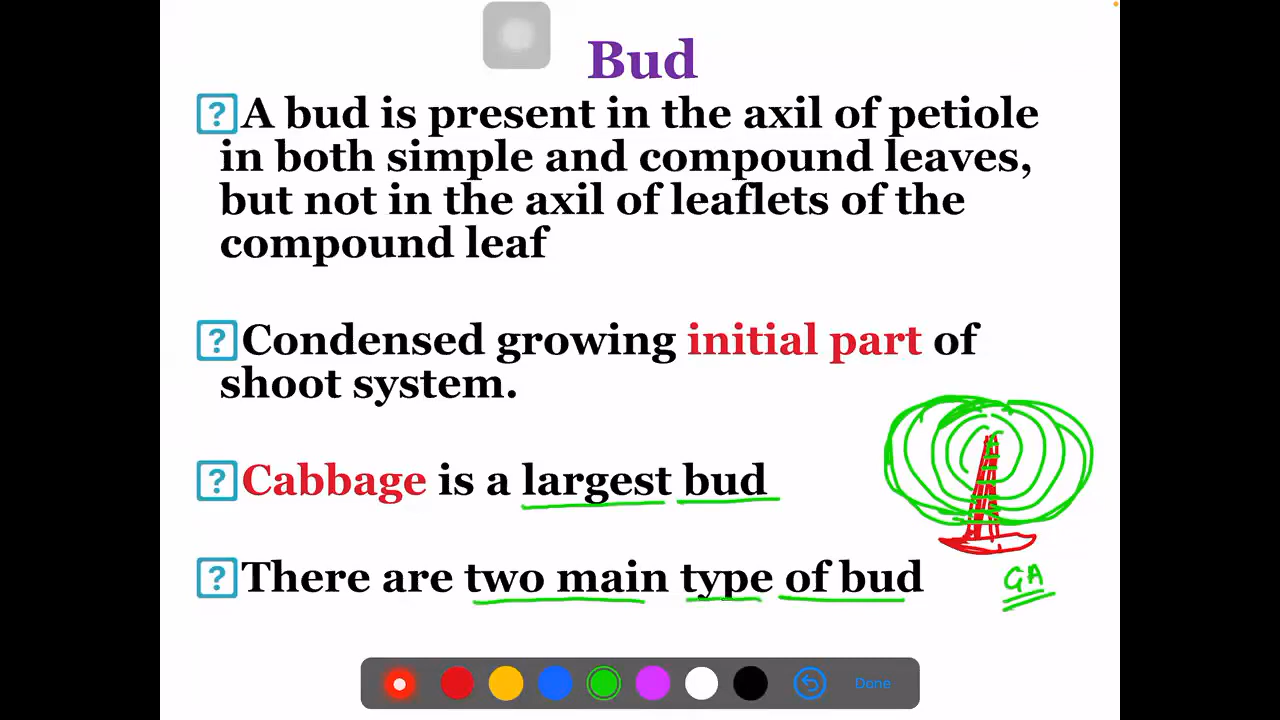 Bud
? A bud is present in the axil of petiole
in both simple and compound leaves,
but not in the axil of leaflets of the
compound leaf
? Condensed growing initial part of
shoot system.
? Cabbage is a largest bud
? There are two main type of bud
GA
Done